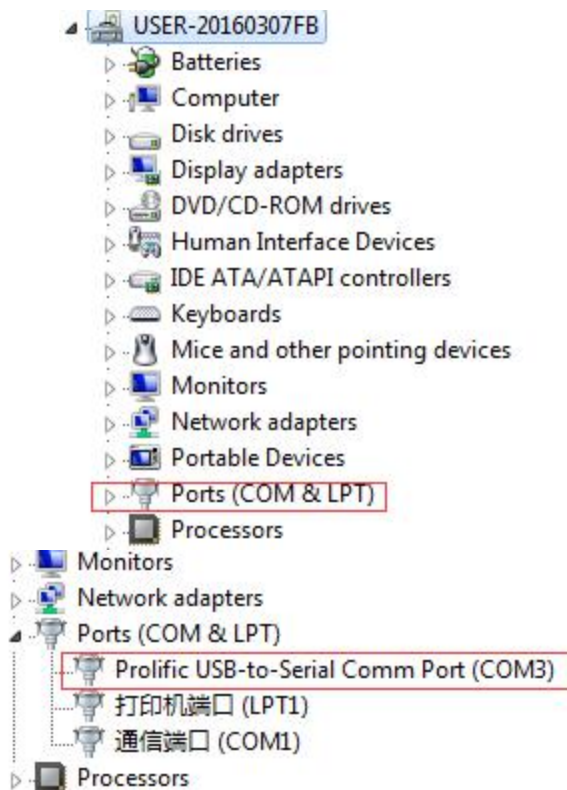 USER-20160307FB
Batteries
Computer
Disk drives
Display adapters
DVD/CD-ROM drives
Human Interface Devices
IDE ATA/ATAPI controllers
Keyboards
Mice and other pointing devices
Monitors
Network adapters
Portable Devices
Ports (COM & LPT)
Processors
Monitors
Network adapters
Ports (COM & LPT)
Prolific USB-to-Serial Comm Port (COM3)
打印机端口 (LPT1)
通信端口 (COM1)
Processors